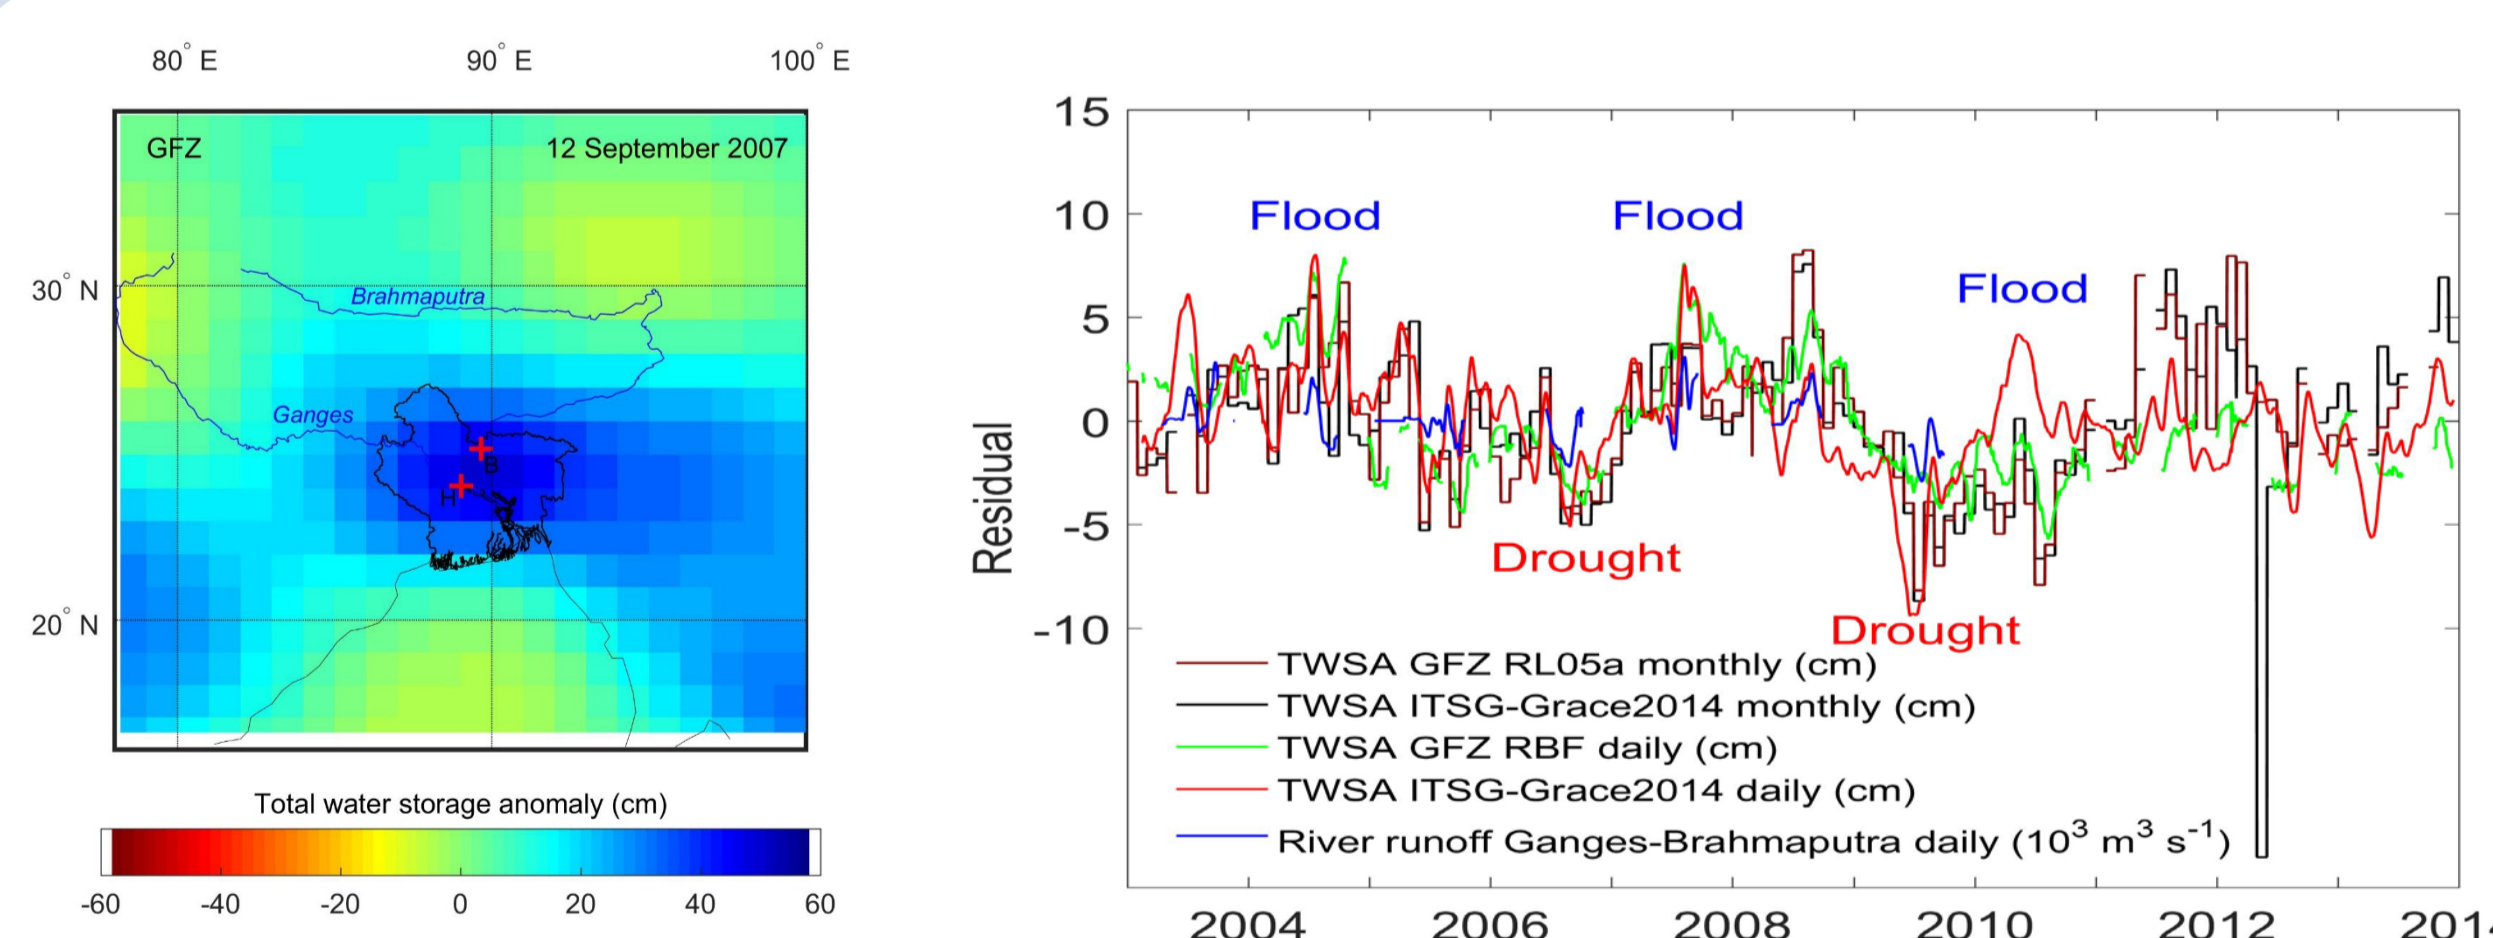 80° E 90° E 100° E
GFZ 12 September 2007
30° N
Brahmaputra
Ganges
B
H
20° N
Total water storage anomaly (cm)
-60 -40 -20 0 20 40 60
15
10
5
0
-5
-10
Residual
Flood Flood
Flood
Drought
Drought
TWSA GFZ RL05a monthly (cm)
TWSA ITSG-Grace2014 monthly (cm)
TWSA GFZ RBF daily (cm)
TWSA ITSG-Grace2014 daily (cm)
River runoff Ganges-Brahmaputra daily (10³ m³ s⁻¹)
2004 2006 2008 2010 2012 2014